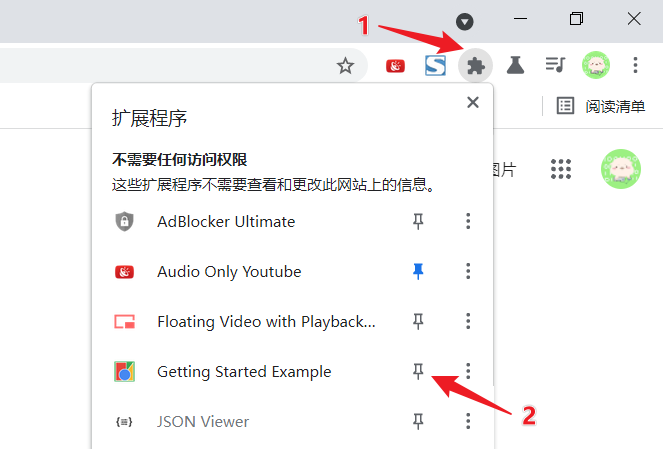 1
阅读清单
扩展程序
不需要任何访问权限
这些扩展程序不需要查看和更改此网站上的信息。
图片
AdBlocker Ultimate
Audio Only Youtube
Floating Video with Playback...
Getting Started Example
2
JSON Viewer